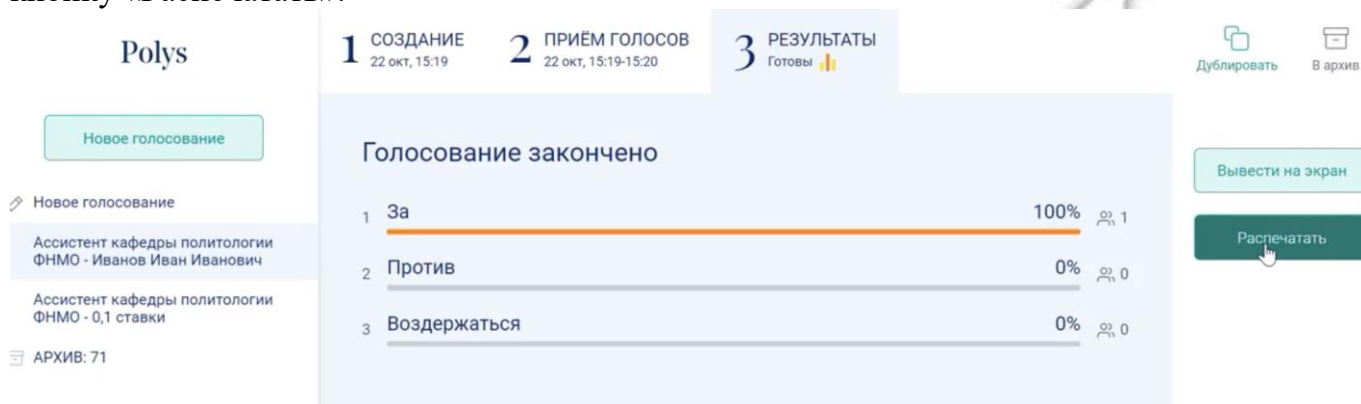 кнопку «Распечатать».
Polys
1 СОЗДАНИЕ
22 окт, 15:19
2 ПРИЁМ ГОЛОСОВ
22 окт, 15:19-15:20
3 РЕЗУЛЬТАТЫ
Готовы
Дублировать
В архив
Новое голосование
Новое голосование
Ассистент кафедры политологии
ФНМО - Иванов Иван Иванович
Ассистент кафедры политологии
ФНМО - 0,1 ставки
АРХИВ: 71
Голосование закончено
1 За 100% 1
2 Против 0% 0
3 Воздержаться 0% 0
Вывести на экран
Распечатать